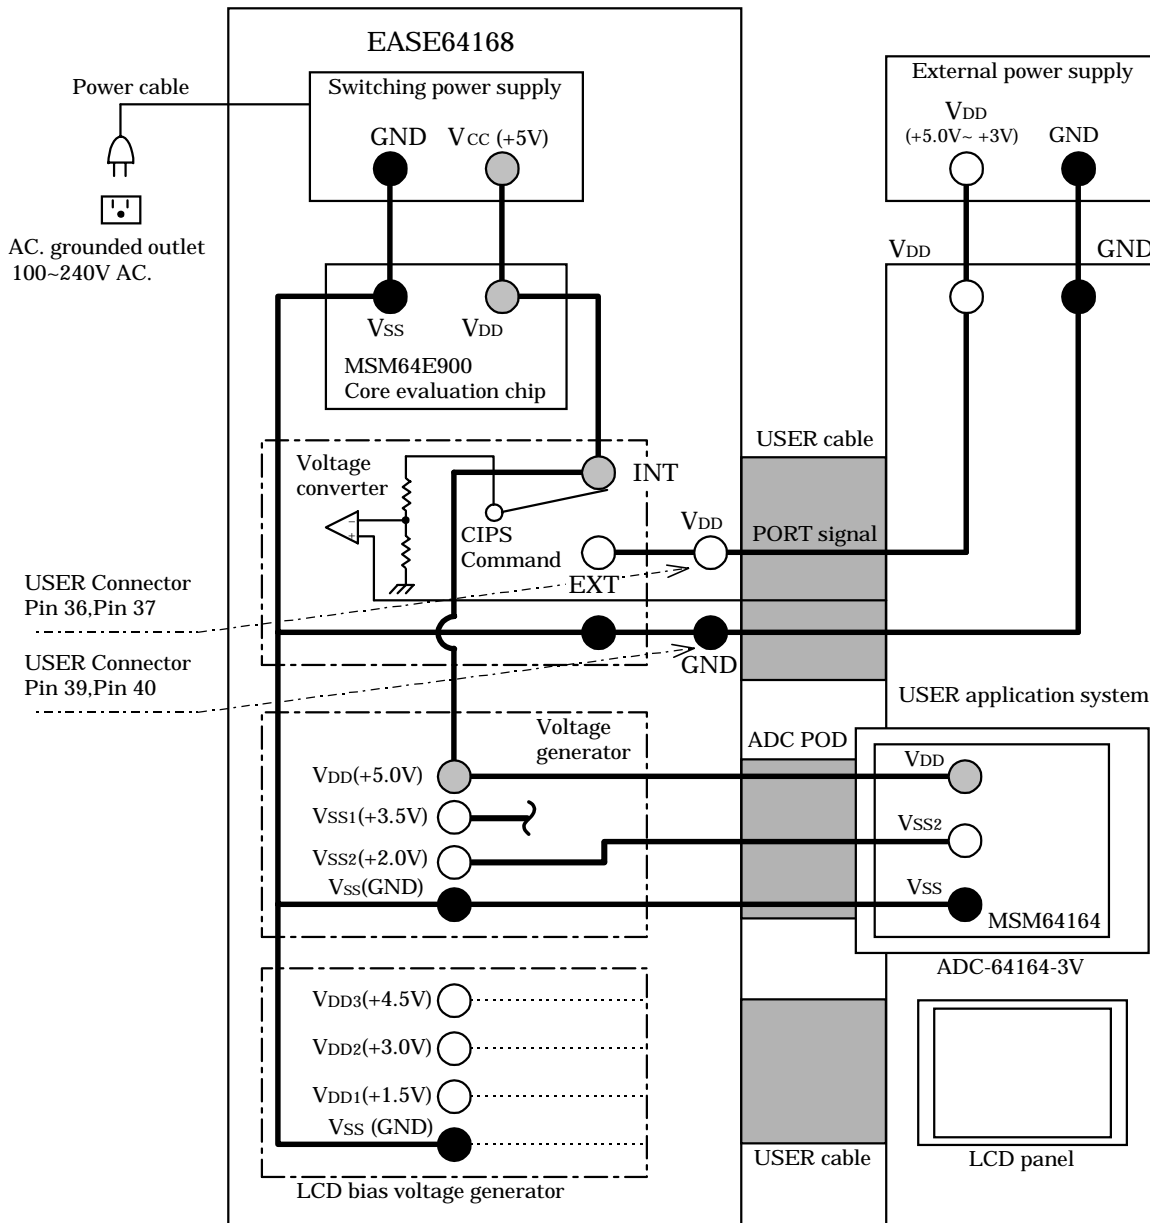 EASE64168
Power cable
Switching power supply
GND
VCC (+5V)
External power supply
VDD
(+5.0V~ +3V)
GND
AC. grounded outlet
100~240V AC.
VDD
GND
VSS
VDD
MSM64E900
Core evaluation chip
USER cable
Voltage
converter
INT
CIPS
Command
VDD
PORT signal
EXT
USER Connector
Pin 36,Pin 37
USER Connector
Pin 39,Pin 40
GND
USER application system
Voltage
generator
ADC POD
VDD(+5.0V)
VSS1(+3.5V)
VSS2(+2.0V)
VSS(GND)
VDD
VSS2
VSS
MSM64164
ADC-64164-3V
VDD3(+4.5V)
VDD2(+3.0V)
VDD1(+1.5V)
VSS (GND)
USER cable
LCD panel
LCD bias voltage generator